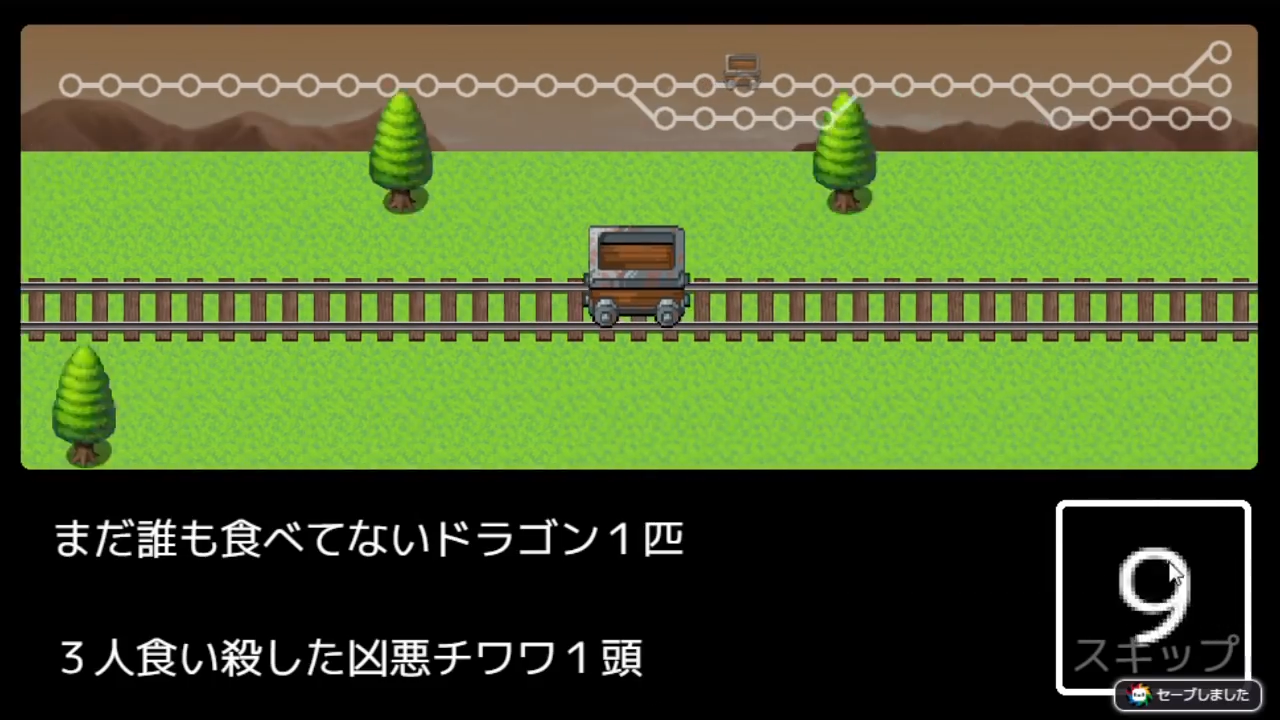 まだ誰も食べてないドラゴン１匹
３人食い殺した凶悪チワワ１頭
9
スキップ
セーブしました